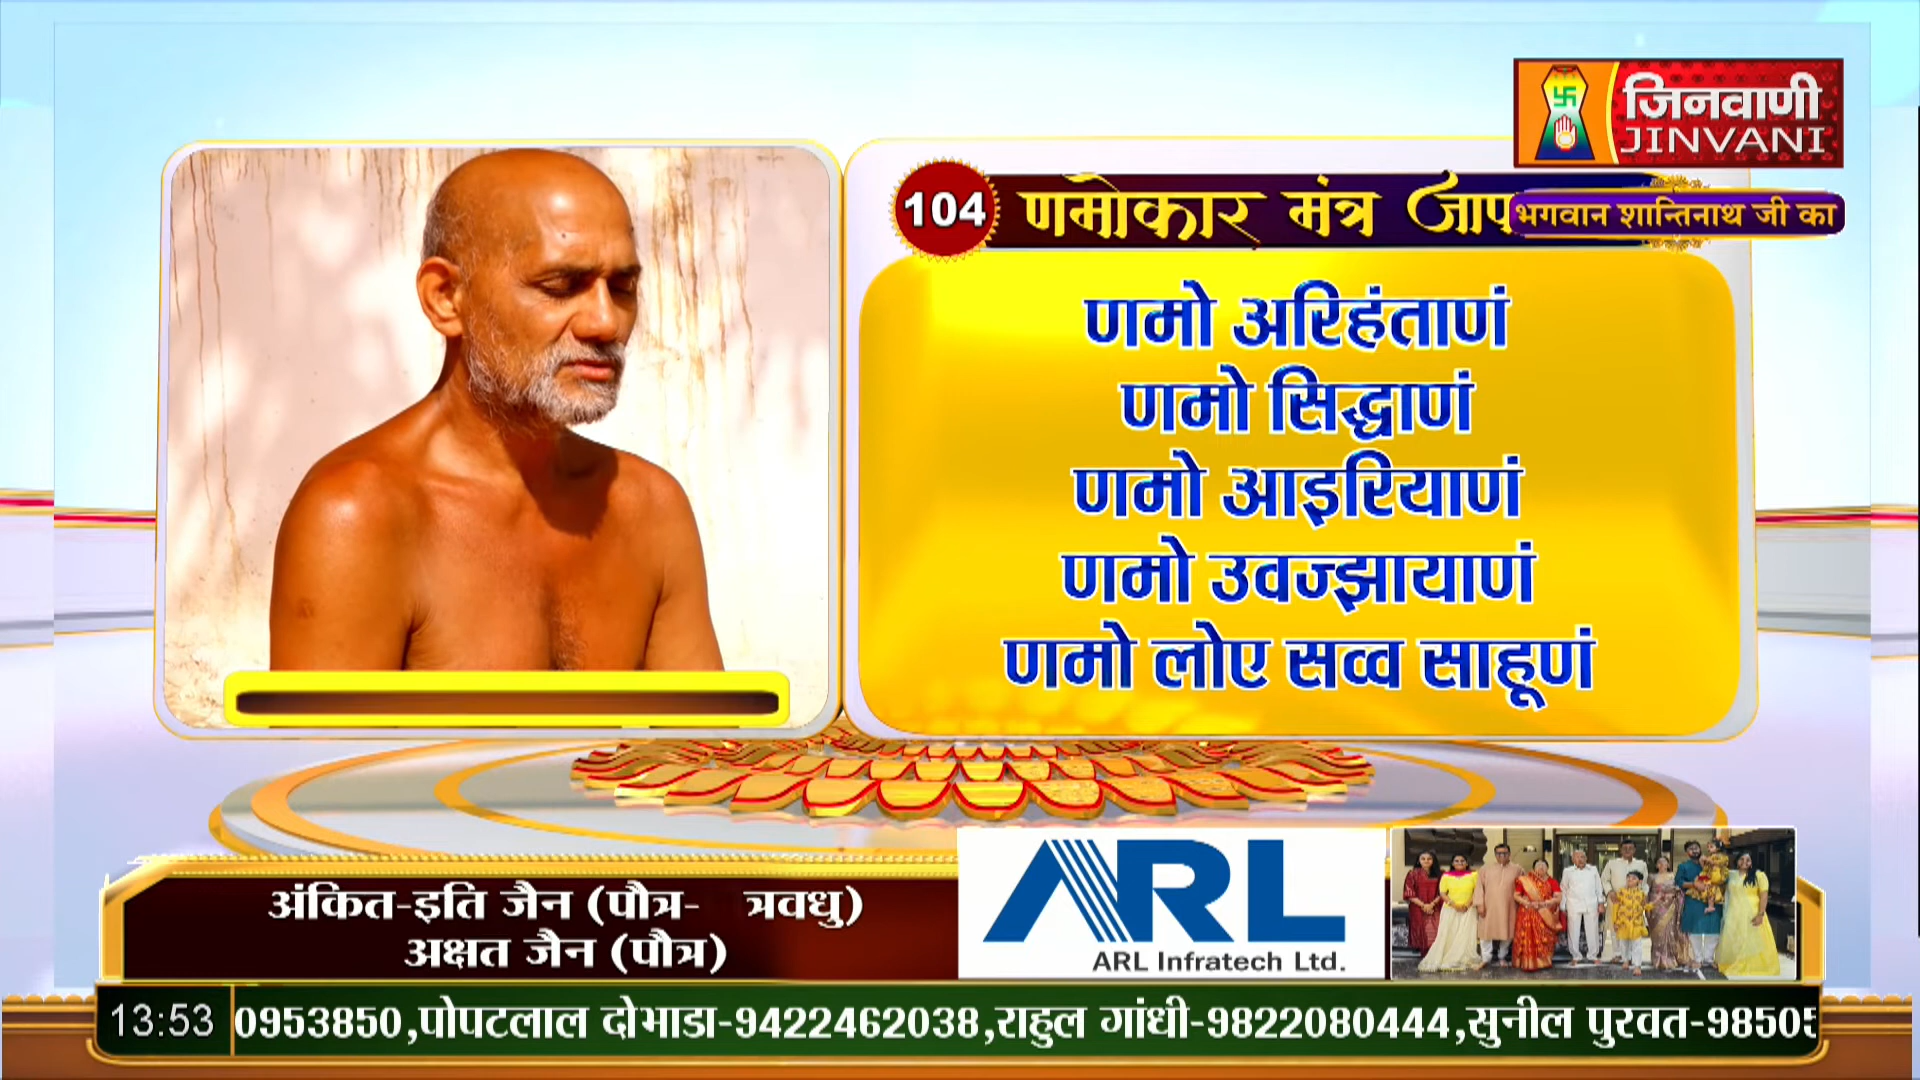 जिनवाणी
JINVANI
104 णमोकार मंत्र जाप
भगवान शान्तिनाथ जी का
णमो अरिहंताणं
णमो सिद्धाणं
णमो आइरियाणं
णमो उवज्झायाणं
णमो लोए सव्व साहूणं
अंकित-इति जैन (पौत्र- त्रवधु)
अक्षत जैन (पौत्र)
ARL
ARL Infratech Ltd.
13:53 0953850,पोपटलाल दोभाडा-9422462038,राहुल गांधी-9822080444,सुनील पुरवत-98505